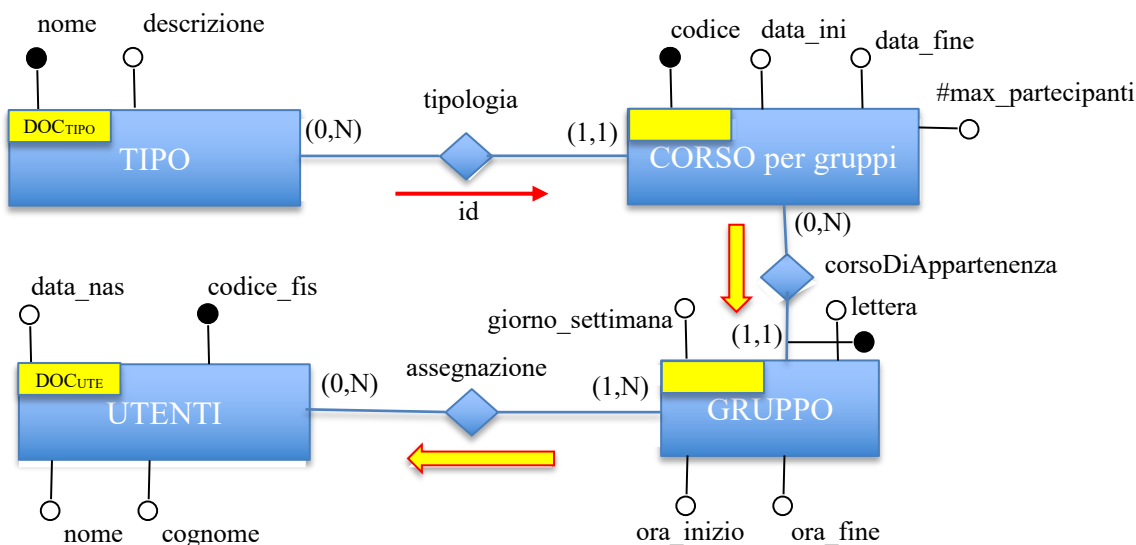 nome
descrizione
codice
data_ini
data_fine
#max_partecipanti
tipologia
DOCTIPO
TIPO
(0,N)
(1,1)
CORSO per gruppi
id
(0,N)
corsoDiAppartenenza
data_nas
codice_fis
giorno_settimana
lettera
(1,1)
DOCUTE
UTENTI
(0,N)
assegnazione
(1,N)
GRUPPO
nome
cognome
ora_inizio
ora_fine